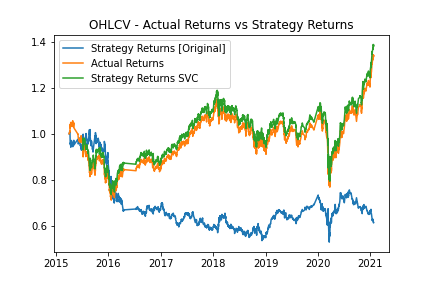 OHLCV - Actual Returns vs Strategy Returns
Strategy Returns [Original]
Actual Returns
Strategy Returns SVC
1.4
1.2
1.0
0.8
0.6
2015 2016 2017 2018 2019 2020 2021